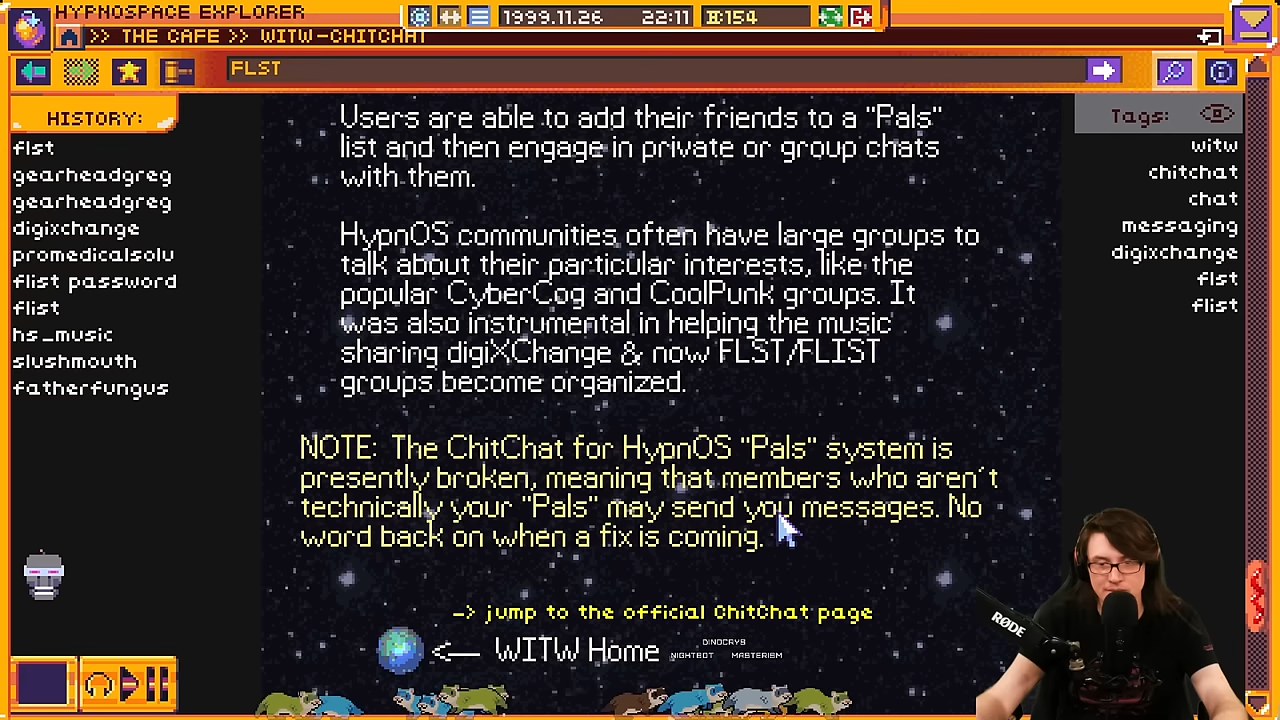 HYPNOSPACE EXPLORER
1999.11.26 22:11 154
>> THE CAFE >> WITW-CHITCHAT
FLST
HISTORY:
flst
gearheadgreg
gearheadgreg
digixchange
promedicalsolu
flist password
flist
hs_music
slushmouth
fatherfungus
Users are able to add their friends to a "Pals"
list and then engage in private or group chats
with them.
HypnOS communities often have large groups to
talk about their particular interests, like the
popular CyberCog and CoolPunk groups. It
was also instrumental in helping the music
sharing digiXChange & now FLST/FLIST
groups become organized.
NOTE: The ChitChat for HypnOS "Pals" system is
presently broken, meaning that members who aren't
technically your "Pals" may send you messages. No
word back on when a fix is coming.
-> jump to the official ChitChat page
<— WITW Home
DINOCRYB
NIGHTBOT MASTERISM
Tags:
witw
chitchat
chat
messaging
digixchange
flst
flist
RØDE